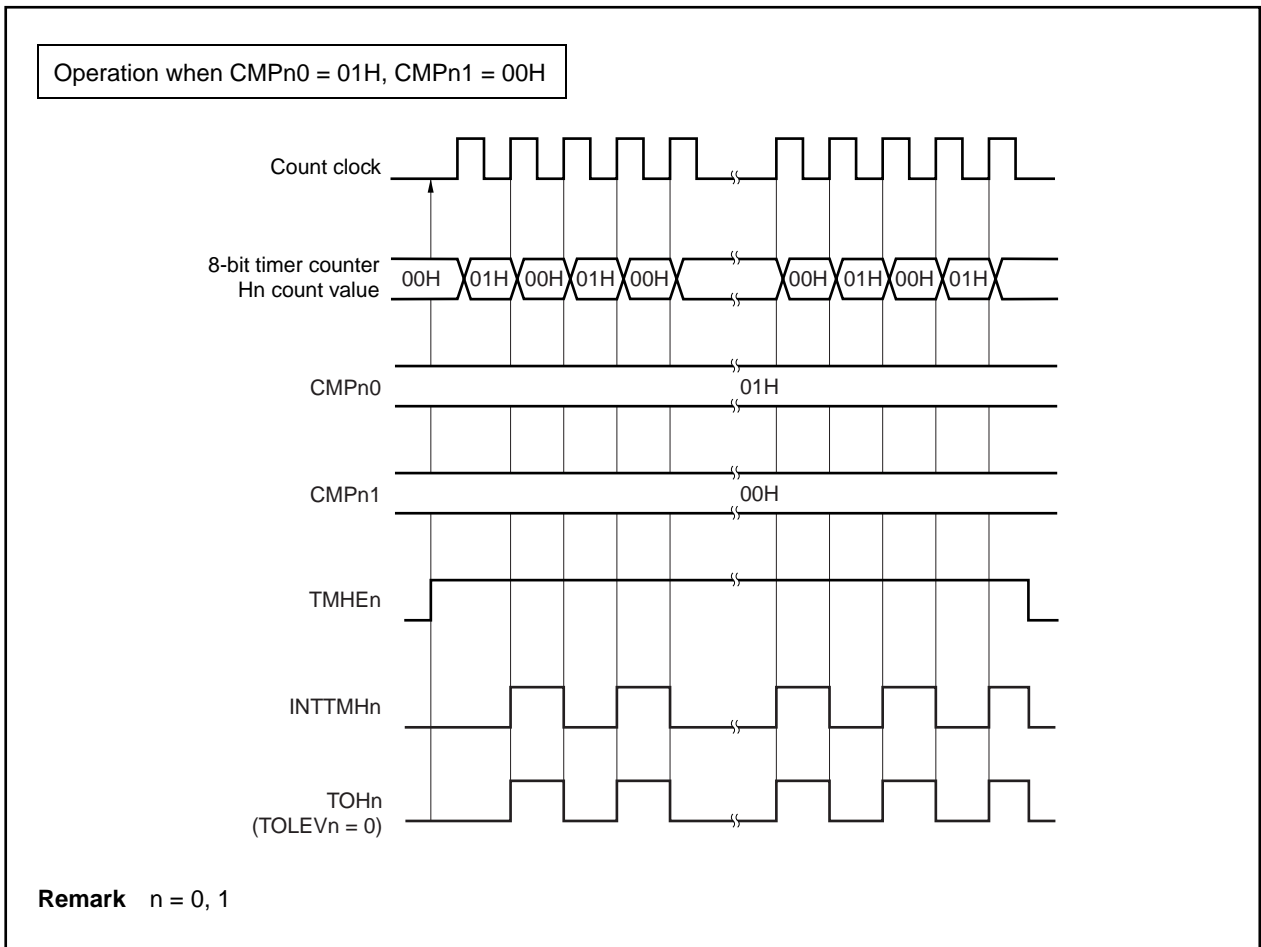 Operation when CMPn0 = 01H, CMPn1 = 00H
Count clock
8-bit timer counter
Hn count value
00H 01H 00H 01H 00H 00H 01H 00H 01H
CMPn0
01H
CMPn1
00H
TMHEn
INTTMHn
TOHn
(TOLEVn = 0)
Remark n = 0, 1